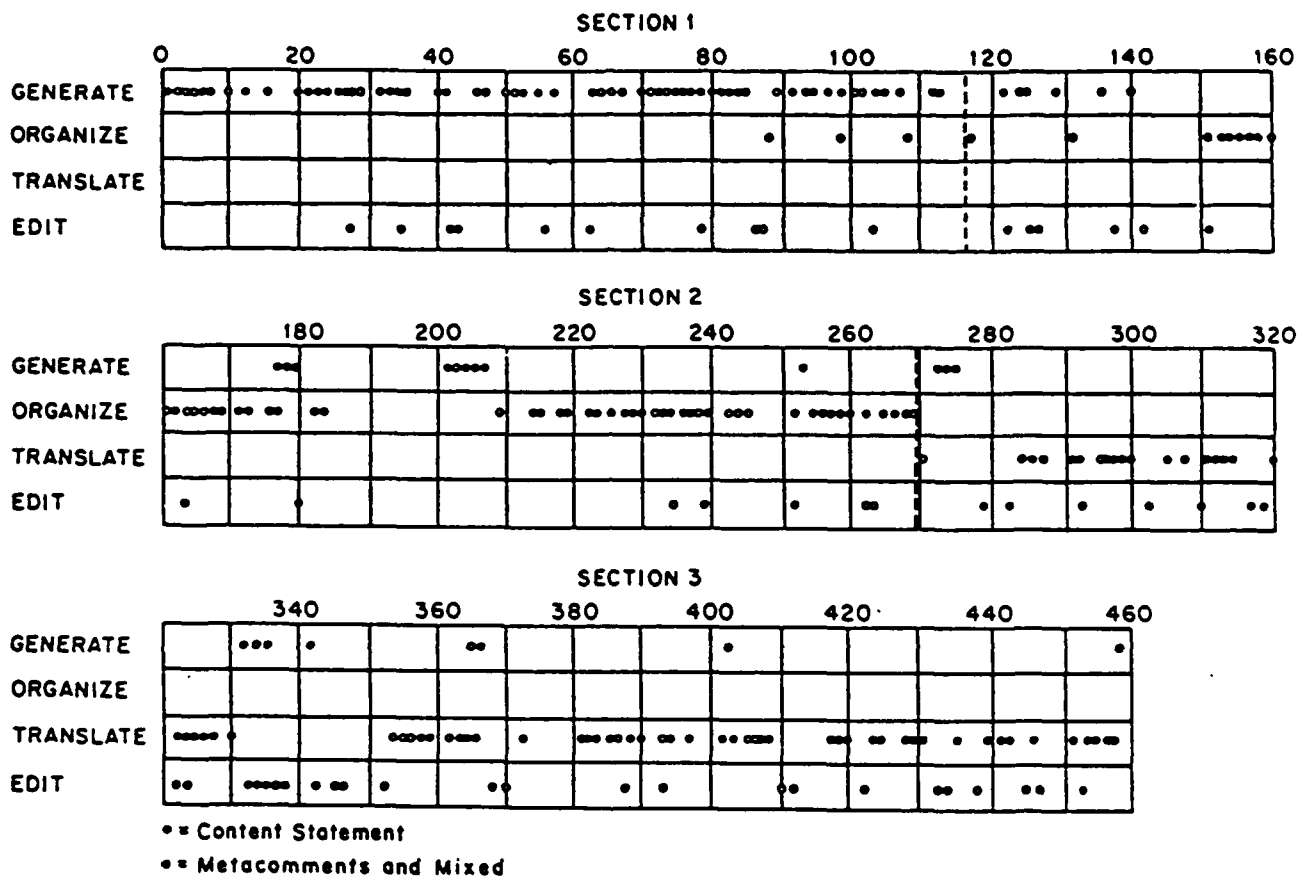 SECTION 1
0 20 40 60 80 100 120 140 160
GENERATE
ORGANIZE
TRANSLATE
EDIT
SECTION 2
180 200 220 240 260 280 300 320
GENERATE
ORGANIZE
TRANSLATE
EDIT
SECTION 3
340 360 380 400 420 440 460
GENERATE
ORGANIZE
TRANSLATE
EDIT
• = Content Statement
• = Metacomments and Mixed